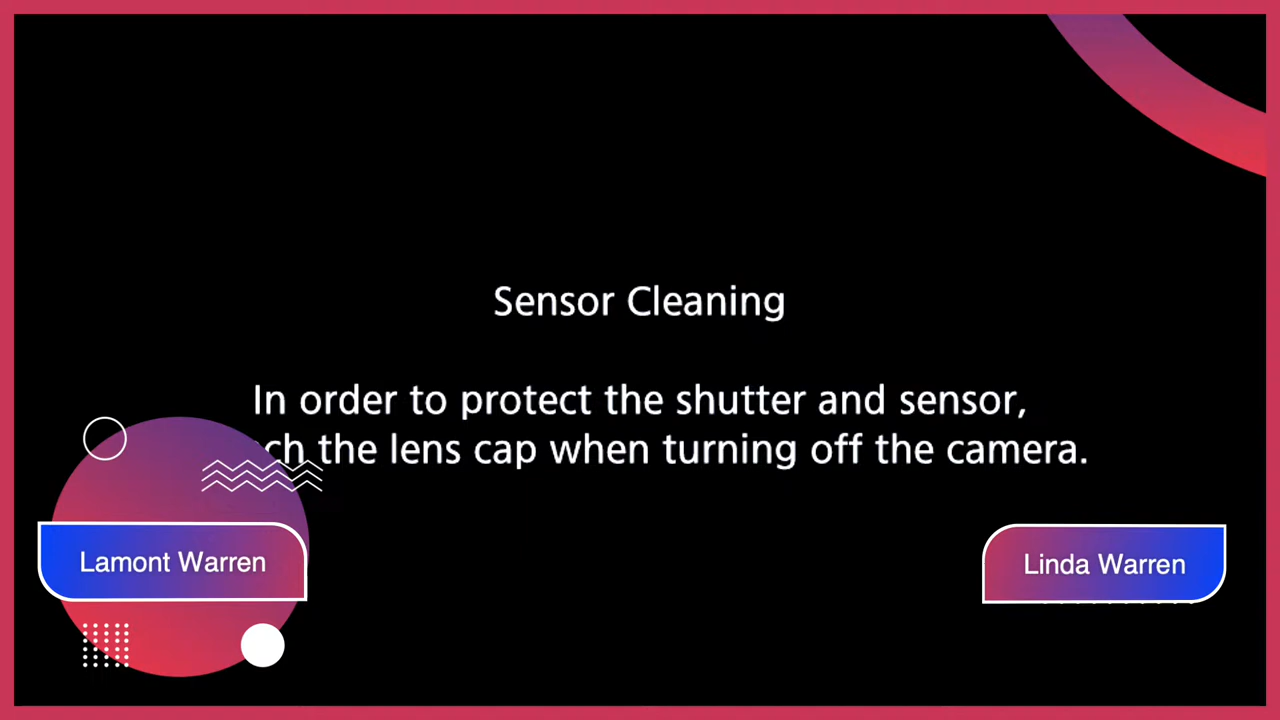 Sensor Cleaning
In order to protect the shutter and sensor,
the lens cap when turning off the camera.
Lamont Warren
Linda Warren